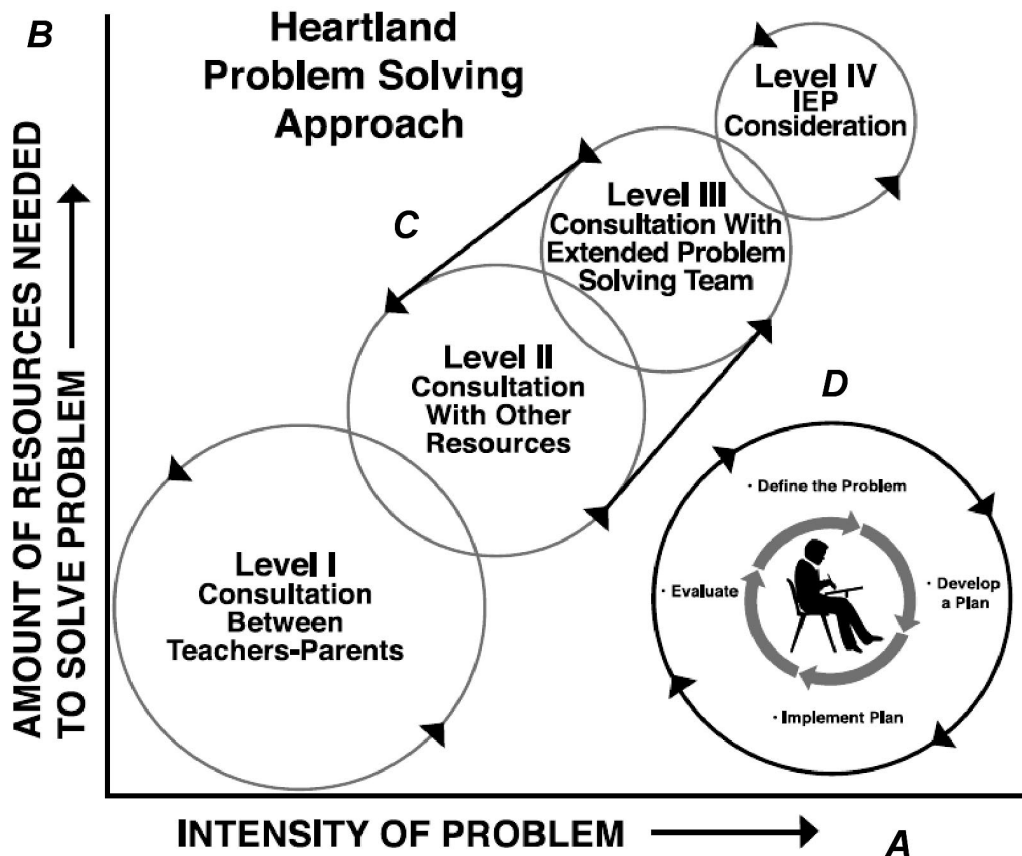 B
Heartland
Problem Solving
Approach
AMOUNT OF RESOURCES NEEDED
TO SOLVE PROBLEM
C
Level IV
IEP
Consideration
Level III
Consultation With
Extended Problem
Solving Team
Level II
Consultation
With Other
Resources
Level I
Consultation
Between
Teachers-Parents
D
· Define the Problem
· Develop
a Plan
· Implement Plan
· Evaluate
INTENSITY OF PROBLEM
A